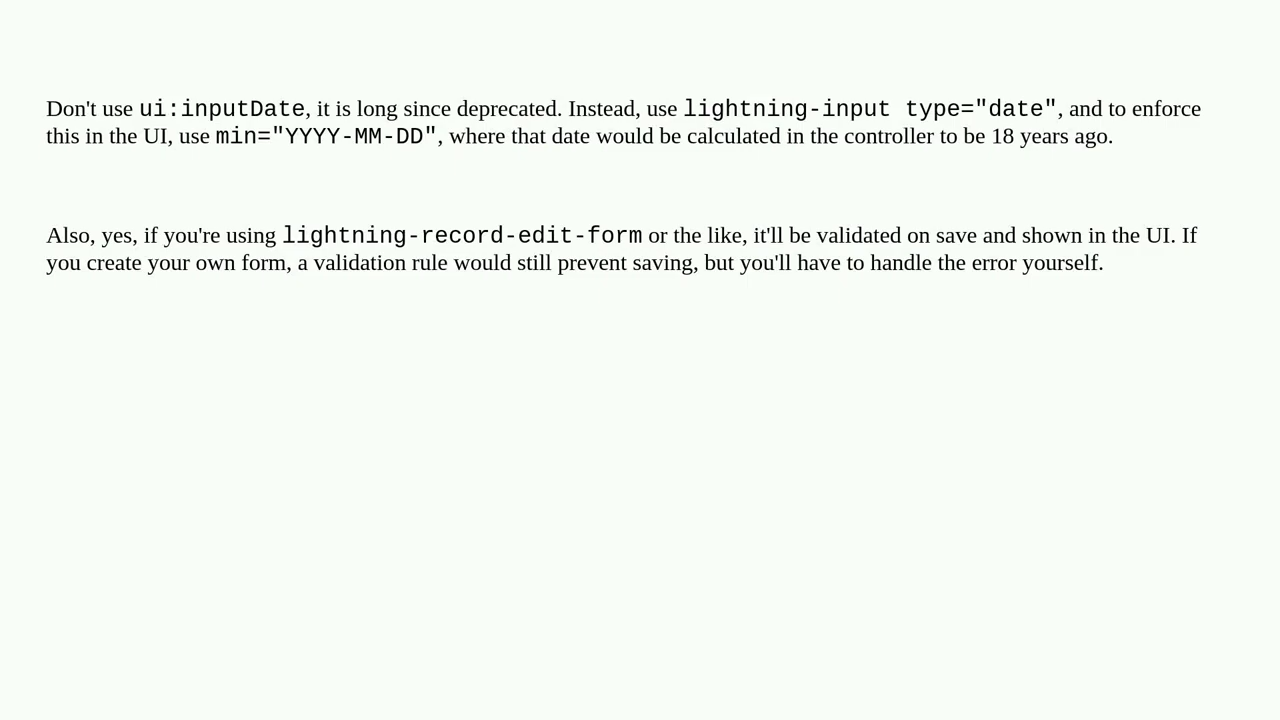 Don't use ui:inputDate, it is long since deprecated. Instead, use lightning-input type="date", and to enforce
this in the UI, use min="YYYY-MM-DD", where that date would be calculated in the controller to be 18 years ago.
Also, yes, if you're using lightning-record-edit-form or the like, it'll be validated on save and shown in the UI. If
you create your own form, a validation rule would still prevent saving, but you'll have to handle the error yourself.